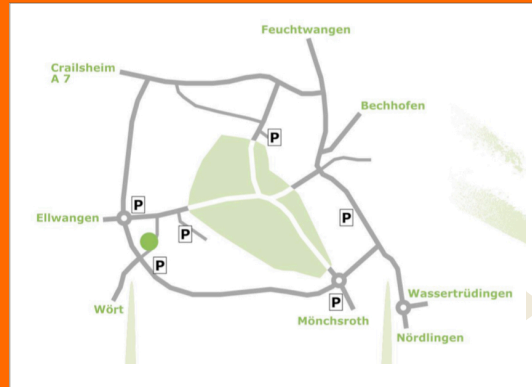 Feuchtwangen
Crailsheim
A 7
Bechhofen
P
P
Ellwangen
P
P
P
Wört
P
Mönchsroth
Wassertrüdingen
Nördlingen